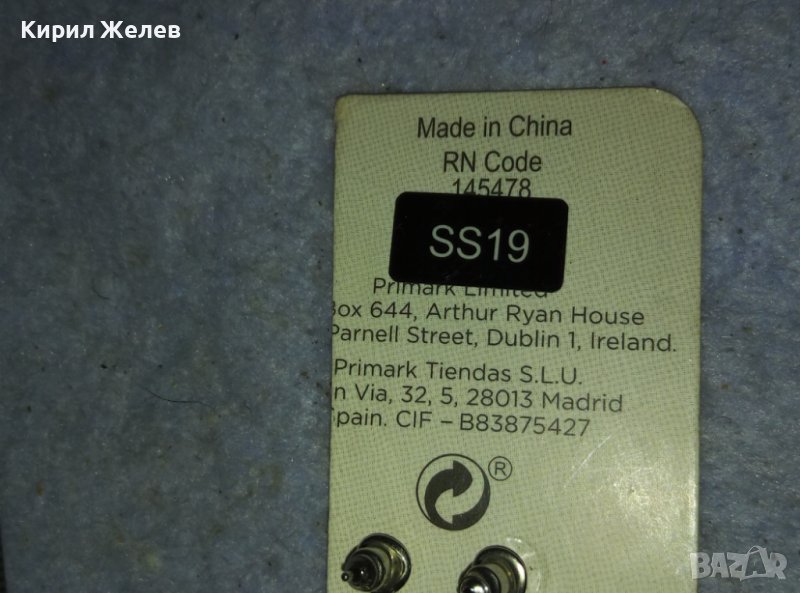 Кирил Желев
Made in China
RN Code
145478
SS19
Primark Limited
Box 644, Arthur Ryan House
Parnell Street, Dublin 1, Ireland.
Primark Tiendas S.L.U.
n Via, 32, 5, 28013 Madrid
pain. CIF – B83875427
®
BAZAR